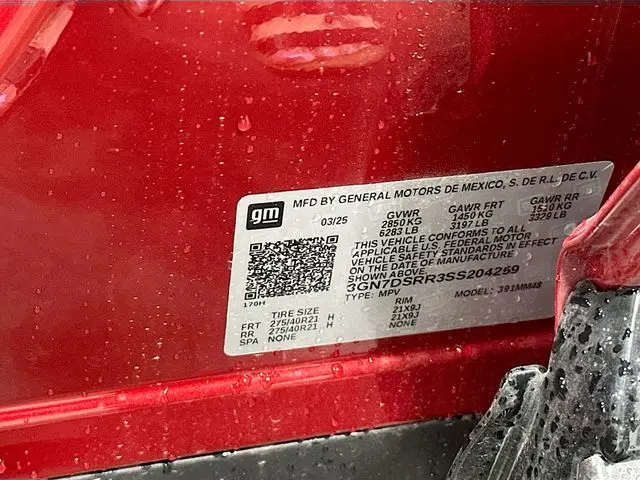 gm
MFD BY GENERAL MOTORS DE MEXICO, S. DE R.L. DE C.V.
03/25
GVWR GAWR FRT GAWR RR
2850 KG 1450 KG 1510 KG
6283 LB 3197 LB 3329 LB
THIS VEHICLE CONFORMS TO ALL
APPLICABLE U.S. FEDERAL MOTOR
VEHICLE SAFETY STANDARDS IN EFFECT
ON THE DATE OF MANUFACTURE
SHOWN ABOVE.
3GN7DSRR3SS204259
TYPE: MPV MODEL: 391MM48
170H
TIRE SIZE RIM
FRT 275/40R21 H 21X9J
RR 275/40R21 H 21X9J
SPA NONE NONE